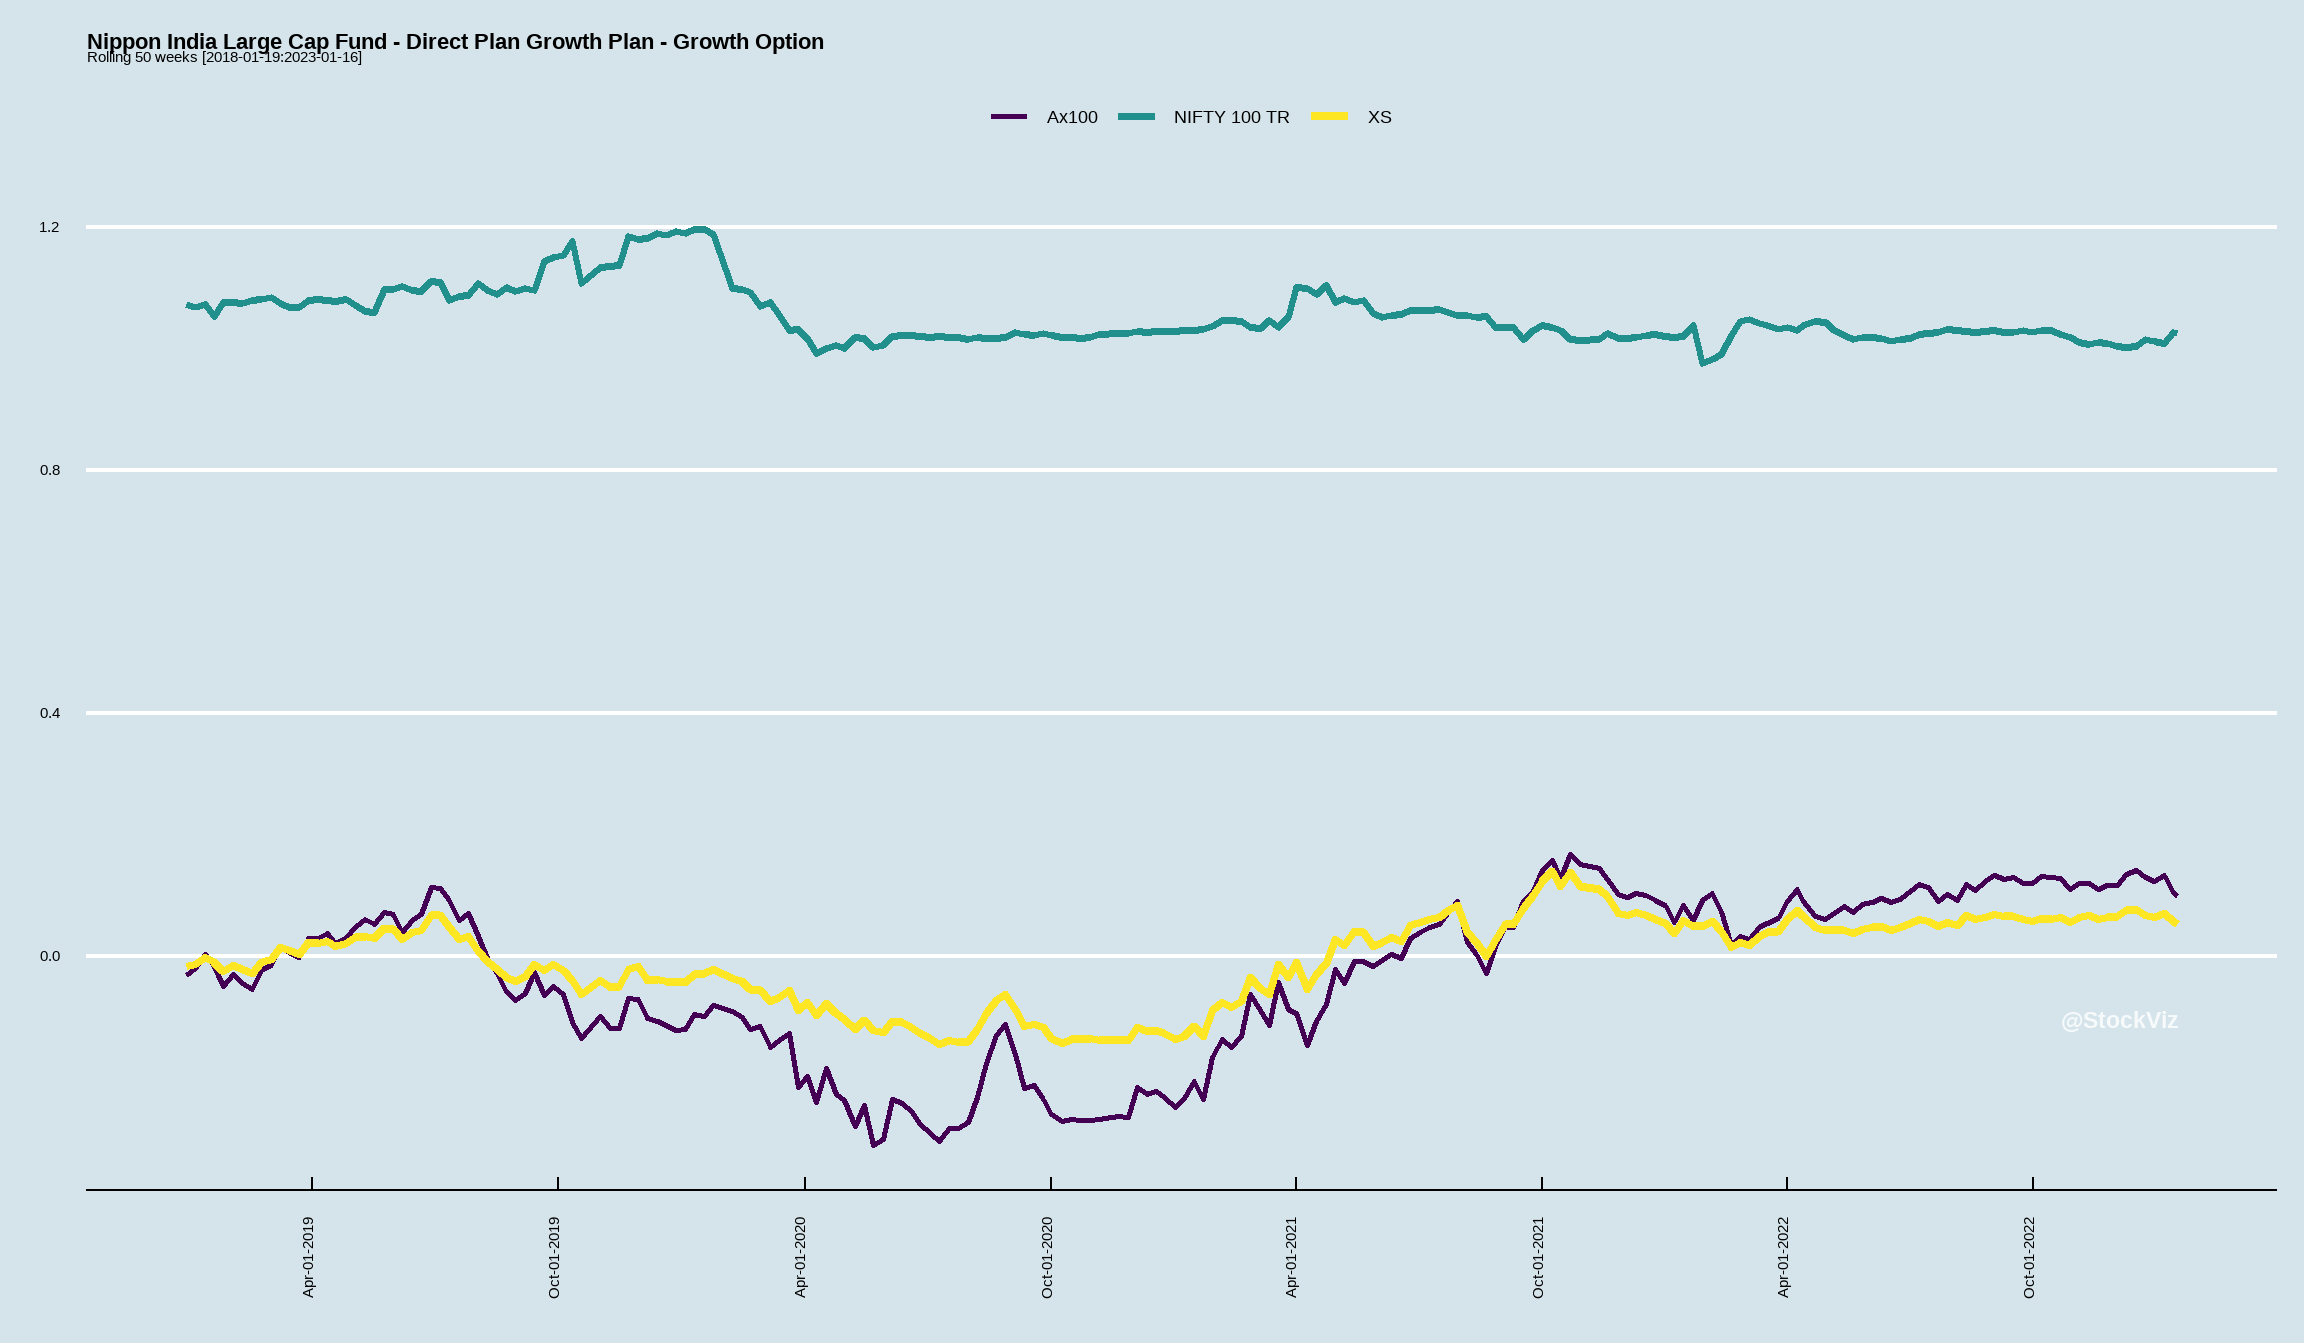 Nippon India Large Cap Fund - Direct Plan Growth Plan - Growth Option
Rolling 50 weeks [2018-01-19:2023-01-16]
Ax100 NIFTY 100 TR XS
1.2
0.8
0.4
0.0
@StockViz
Apr-01-2019
Oct-01-2019
Apr-01-2020
Oct-01-2020
Apr-01-2021
Oct-01-2021
Apr-01-2022
Oct-01-2022